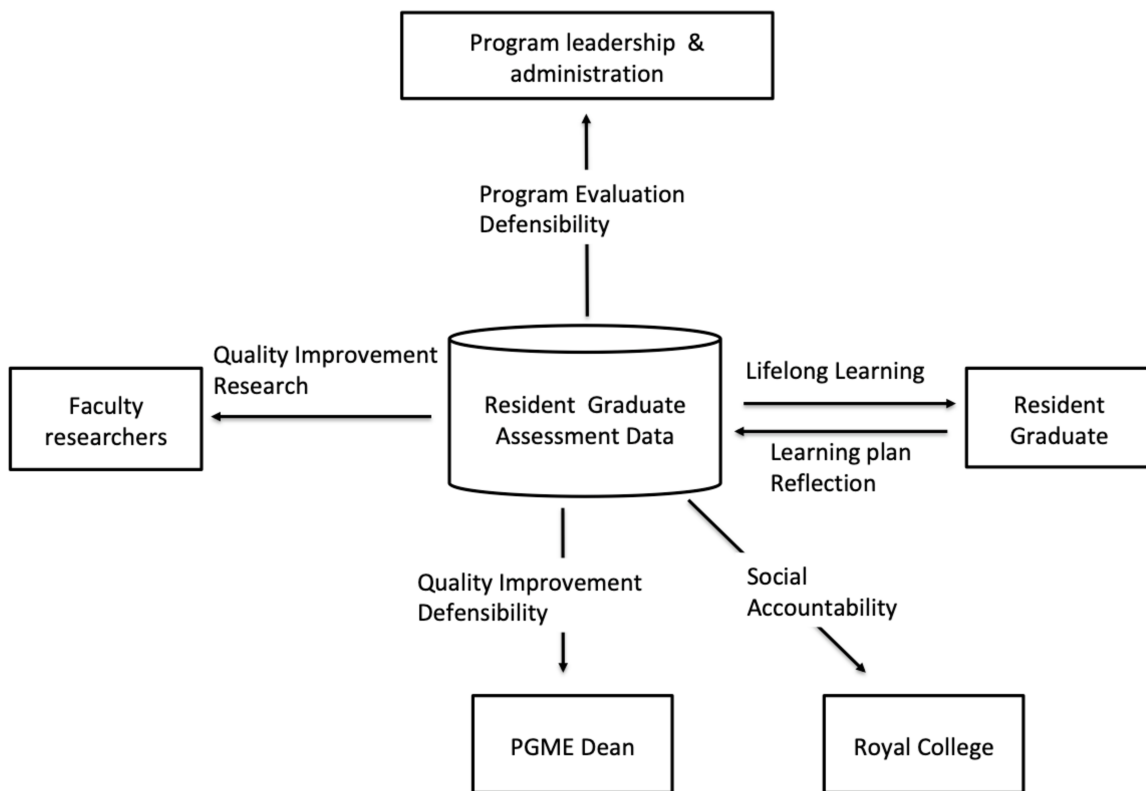 Program leadership & 
administration
Program Evaluation
Defensibility
Quality Improvement
Research
Faculty
researchers
Resident Graduate
Assessment Data
Lifelong Learning
Learning plan
Reflection
Resident
Graduate
Quality Improvement
Defensibility
Social
Accountability
PGME Dean
Royal College